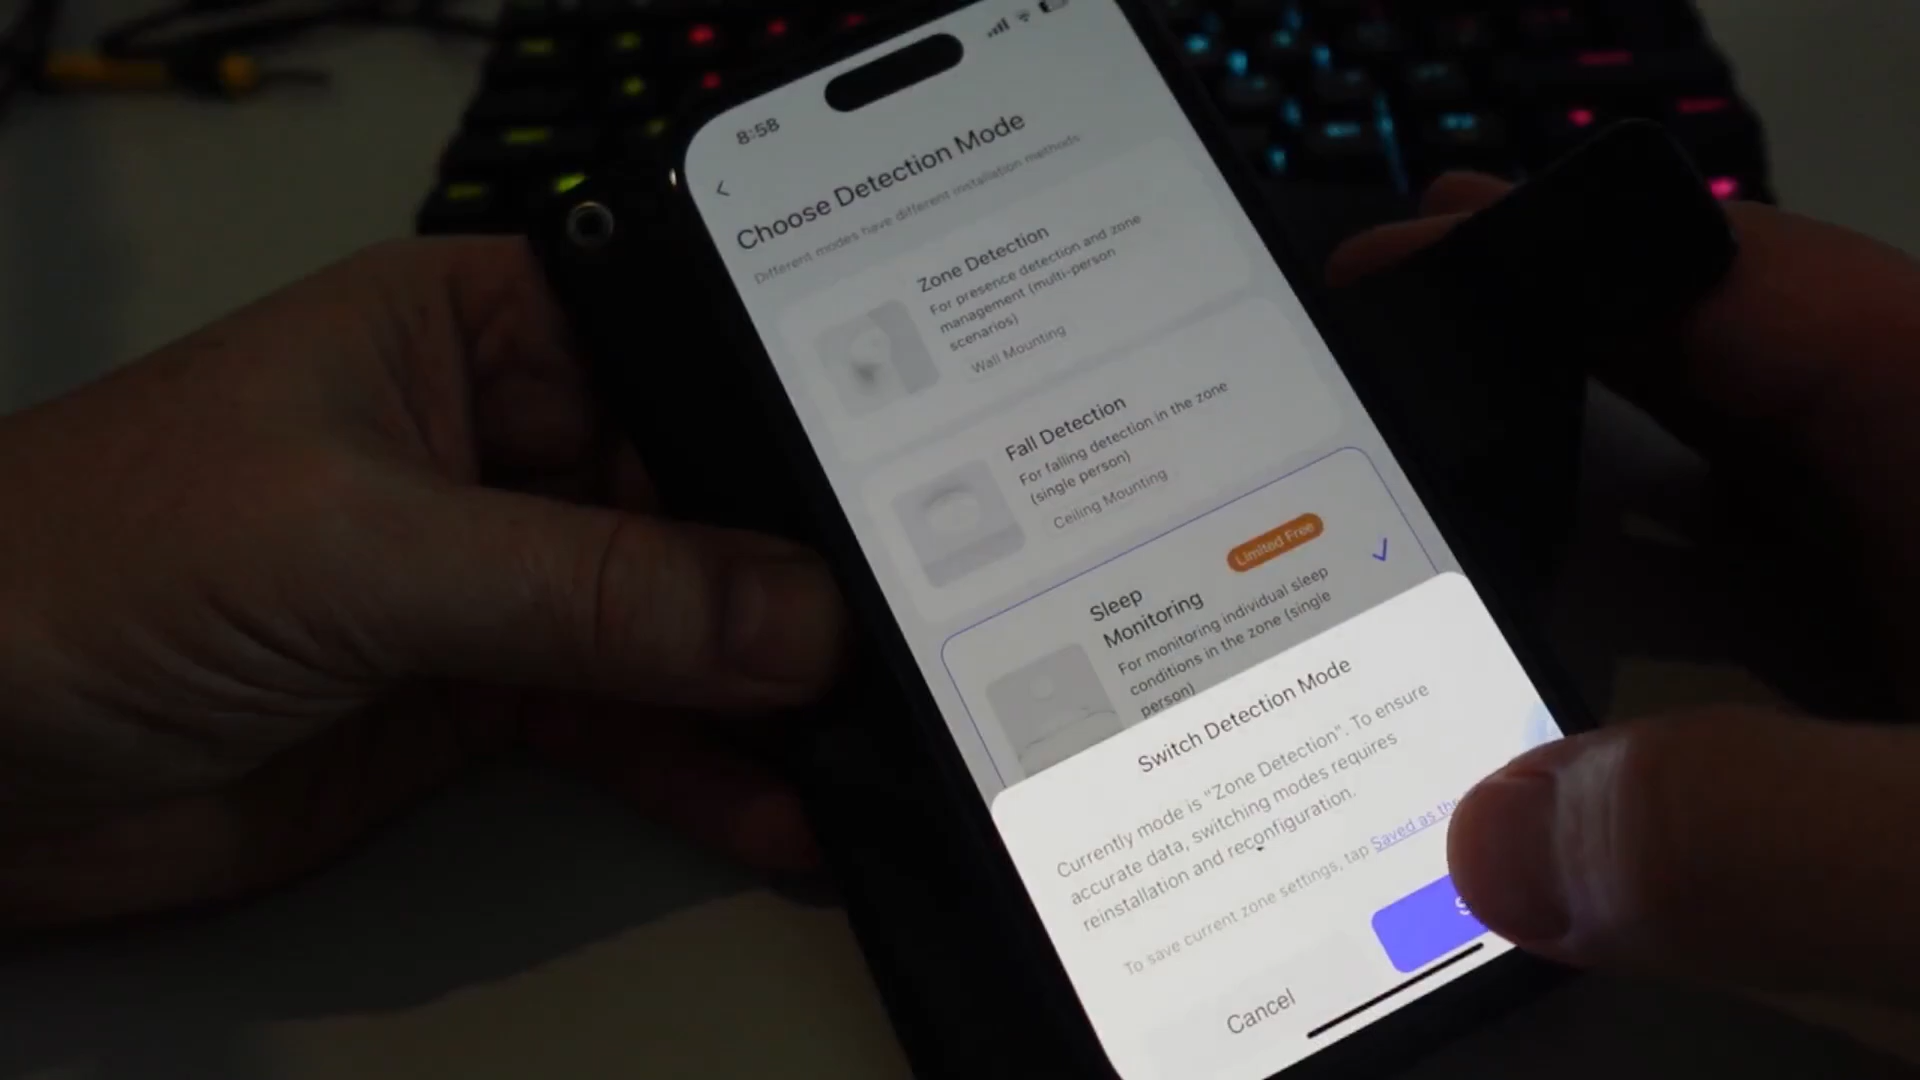 8:58
Choose Detection Mode
Different modes have different installation methods
Zone Detection
For presence detection and zone
management (multi-person
scenarios)
Wall Mounting
Fall Detection
For falling detection in the zone
(single person)
Ceiling Mounting
Limited Free
Sleep
Monitoring
For monitoring individual sleep
conditions in the zone (single
person)
Switch Detection Mode
Currently mode is "Zone Detection". To ensure
accurate data, switching modes requires
reinstallation and reconfiguration.
To save current zone settings, tap Saved as
Cancel